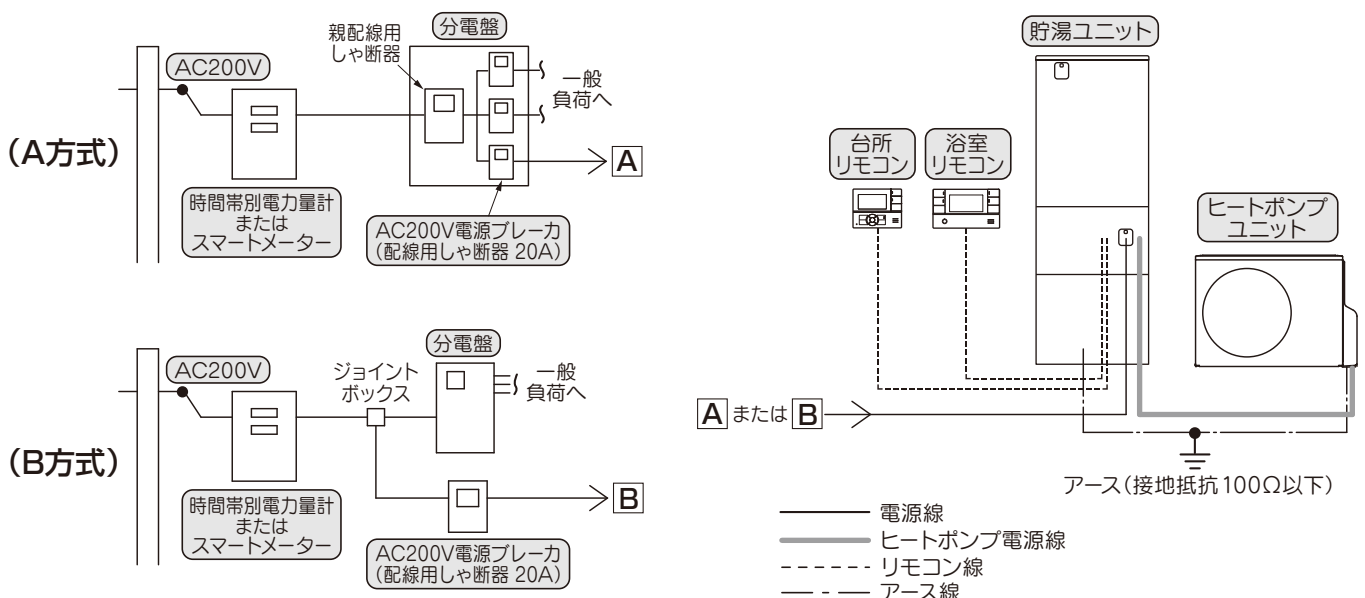 (A方式)
AC200V
時間帯別電力量計
または
スマートメーター
親配線用
しゃ断器
分電盤
一般
負荷へ
A
AC200V電源ブレーカ
(配線用しゃ断器 20A)
(B方式)
AC200V
時間帯別電力量計
または
スマートメーター
ジョイント
ボックス
分電盤
一般
負荷へ
B
AC200V電源ブレーカ
(配線用しゃ断器 20A)
貯湯ユニット
台所
リモコン
浴室
リモコン
ヒートポンプ
ユニット
A または B
アース(接地抵抗100Ω以下)
電源線
ヒートポンプ電源線
リモコン線
アース線